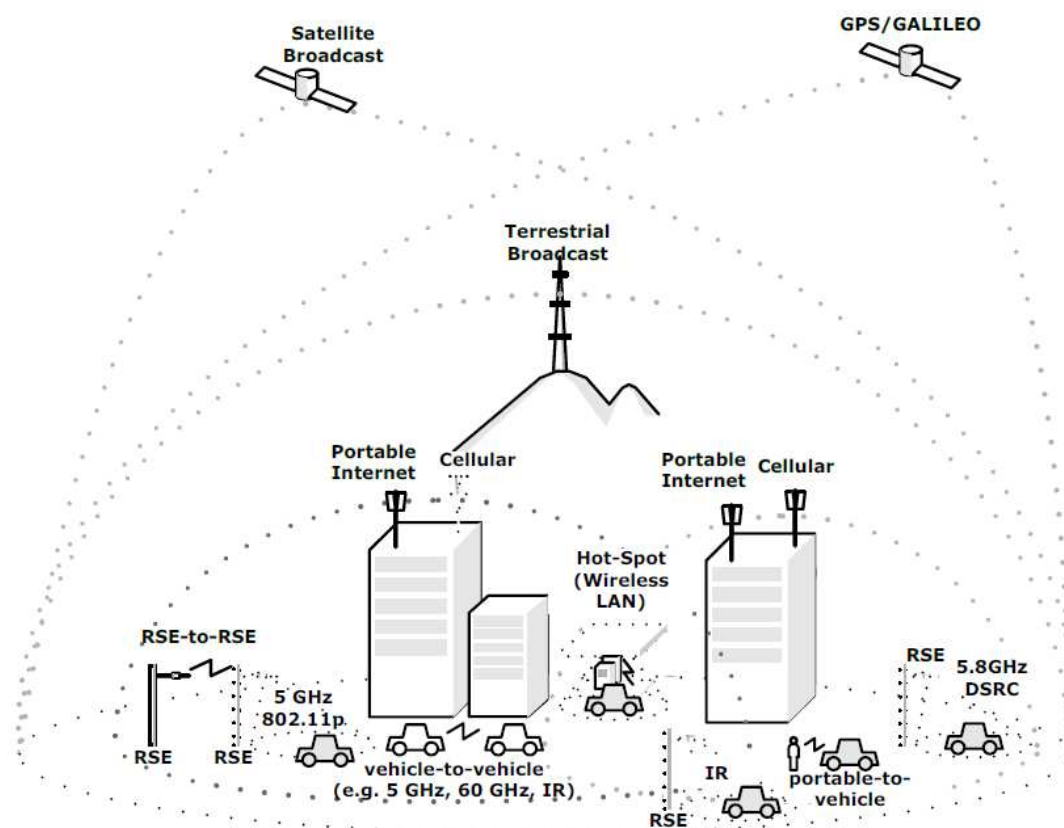 Satellite
Broadcast
GPS/GALILEO
Terrestrial
Broadcast
Portable
Internet
Cellular
Portable
Internet
Cellular
Hot-Spot
(Wireless
LAN)
RSE-to-RSE
RSE
RSE
5 GHz
802.11p
vehicle-to-vehicle
(e.g. 5 GHz, 60 GHz, IR)
RSE
IR
portable-to-
vehicle
RSE
5.8GHz
DSRC